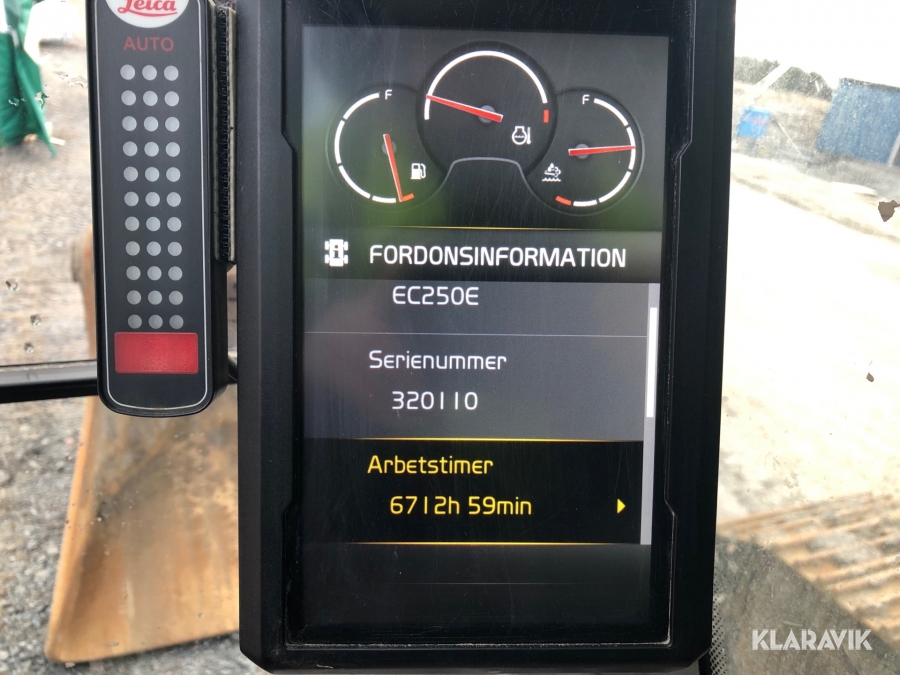 Leica
AUTO
F
F
FORDONSINFORMATION
EC250E
Serienummer
320110
Arbetstimer
6712h 59min
KLARAVIK